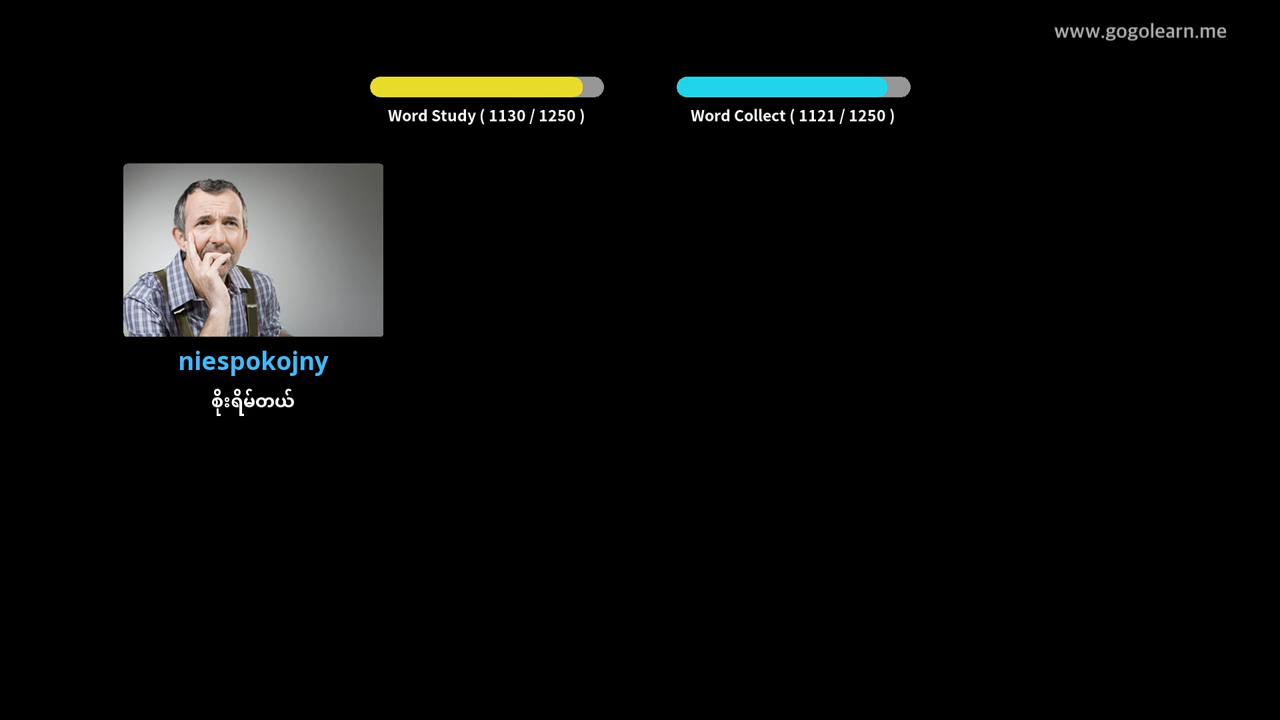 www.gogolearn.me
Word Study ( 1130 / 1250 )
Word Collect ( 1121 / 1250 )
niespokojny
စိုးရိမ်တယ်